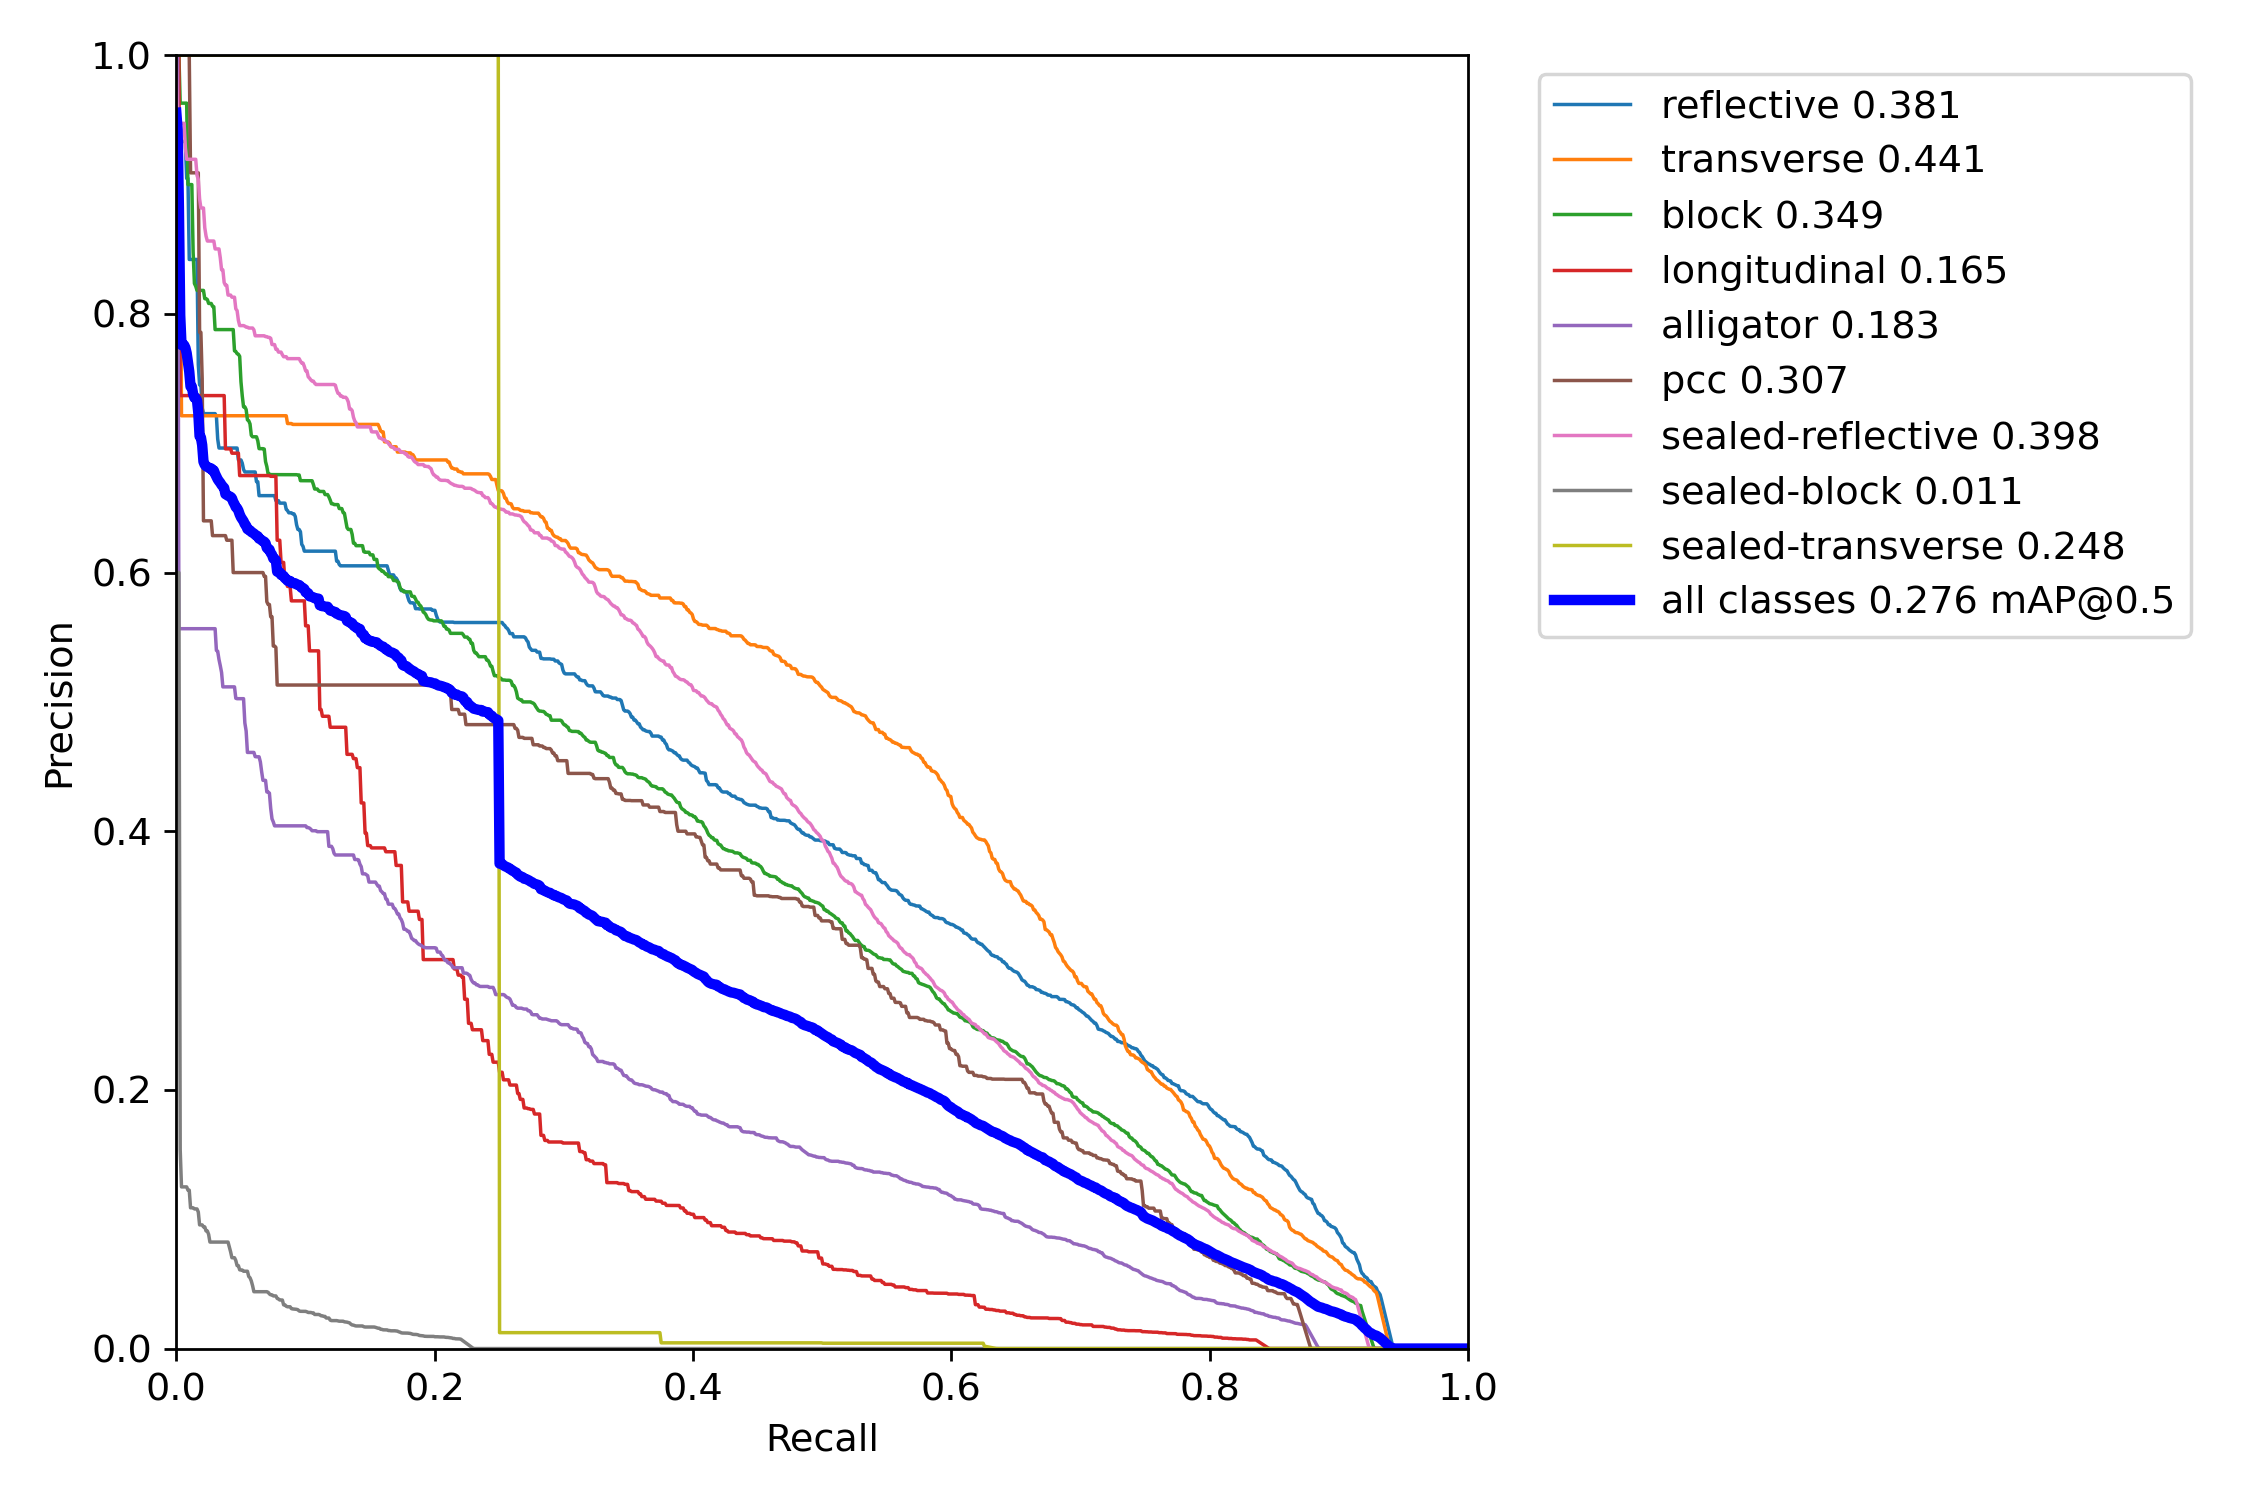 1.0
0.8
0.6
0.4
0.2
0.0
Precision
0.0 0.2 0.4 0.6 0.8 1.0
Recall
reflective 0.381
transverse 0.441
block 0.349
longitudinal 0.165
alligator 0.183
pcc 0.307
sealed-reflective 0.398
sealed-block 0.011
sealed-transverse 0.248
all classes 0.276 mAP@0.5